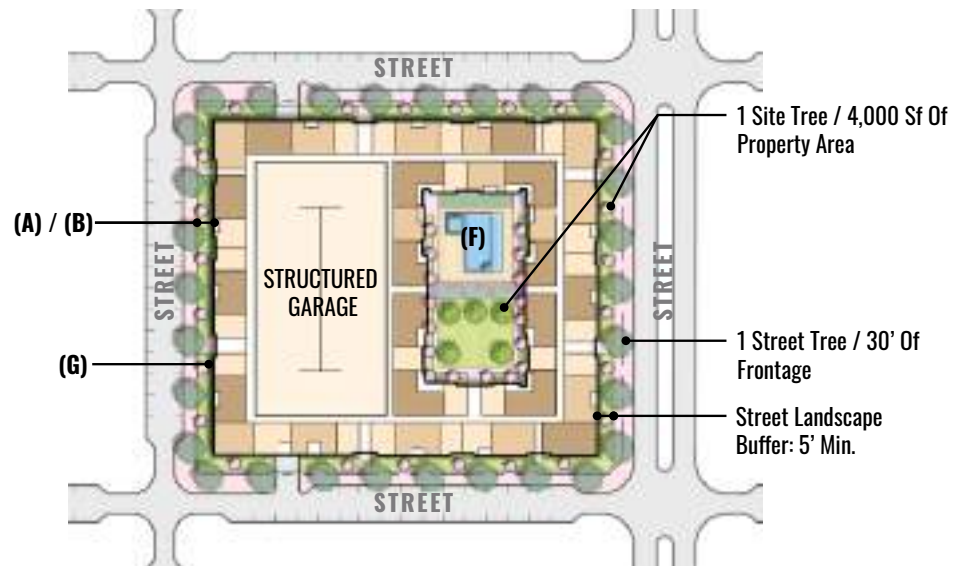 STREET
1 Site Tree / 4,000 Sf Of
Property Area
(A) / (B)
(F)
STREET
STRUCTURED
GARAGE
STREET
1 Street Tree / 30' Of
Frontage
(G)
Street Landscape
Buffer: 5' Min.
STREET